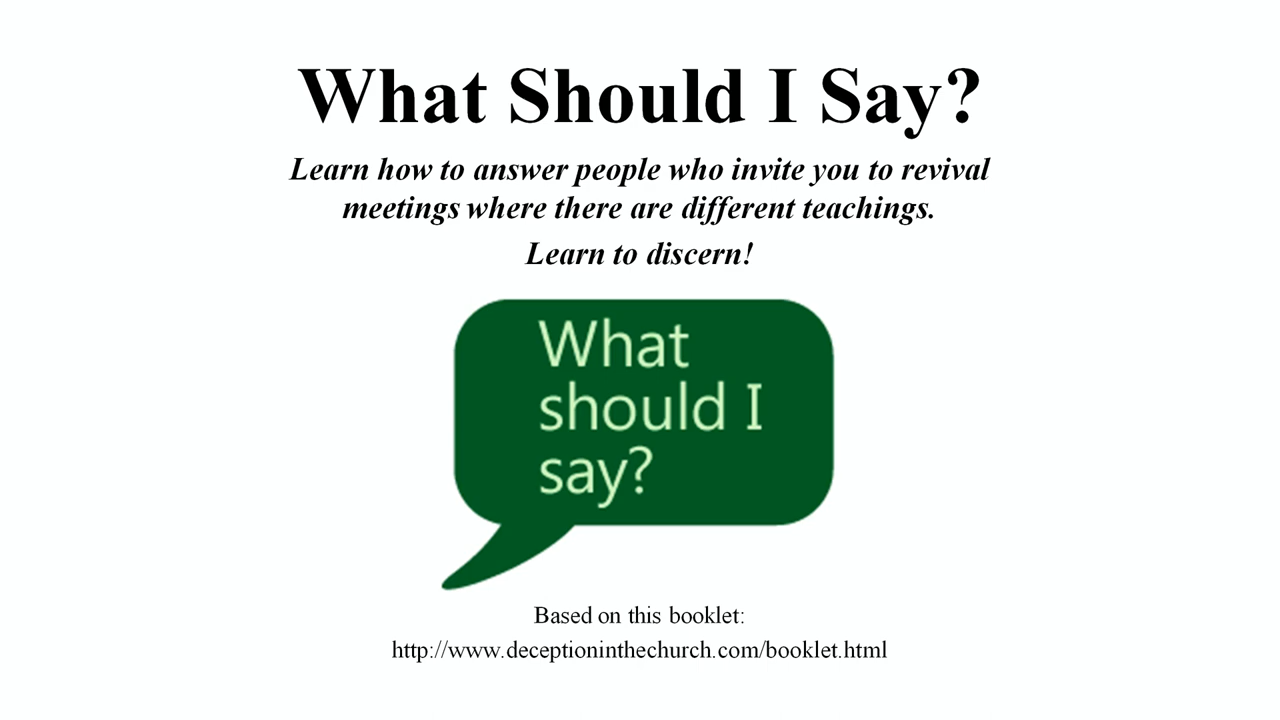 What Should I Say?
Learn how to answer people who invite you to revival
meetings where there are different teachings.
Learn to discern!
What
should I
say?
Based on this booklet:
http://www.deceptioninthechurch.com/booklet.html